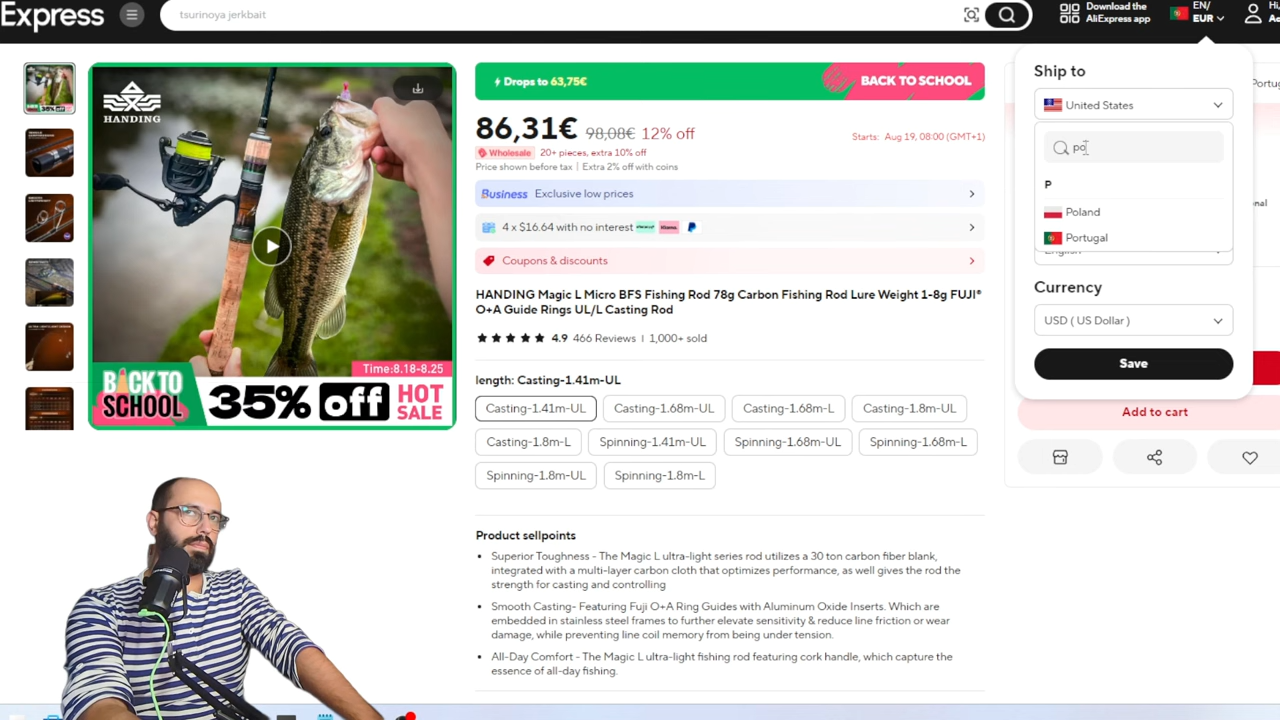 Express
tsurinoya jerkbait
Download the
AliExpress app
EN/
EUR
Hi,
Ship to
United States
po
P
Poland
Portugal
English
Currency
USD ( US Dollar )
Save
Add to cart
HANDING
Time:8.18-8.25
BACK TO
SCHOOL
35% off HOT
SALE
Drops to 63,75€
BACK TO SCHOOL
86,31€ 98,08€ 12% off
Starts: Aug 19, 08:00 (GMT+1)
Wholesale 20+ pieces, extra 10% off
Price shown before tax | Extra 2% off with coins
Business Exclusive low prices
4 x $16.64 with no interest
Coupons & discounts
HANDING Magic L Micro BFS Fishing Rod 78g Carbon Fishing Rod Lure Weight 1-8g FUJI®
O+A Guide Rings UL/L Casting Rod
4.9 466 Reviews | 1,000+ sold
length: Casting-1.41m-UL
Casting-1.41m-UL Casting-1.68m-UL Casting-1.68m-L Casting-1.8m-UL
Casting-1.8m-L Spinning-1.41m-UL Spinning-1.68m-UL Spinning-1.68m-L
Spinning-1.8m-UL Spinning-1.8m-L
Product sellpoints
Superior Toughness - The Magic L ultra-light series rod utilizes a 30 ton carbon fiber blank,
integrated with a multi-layer carbon cloth that optimizes performance, as well gives the rod the
strength for casting and controlling
Smooth Casting- Featuring Fuji O+A Ring Guides with Aluminum Oxide Inserts. Which are
embedded in stainless steel frames to further elevate sensitivity & reduce line friction or wear
damage, while preventing line coil memory from being under tension.
All-Day Comfort - The Magic L ultra-light fishing rod featuring cork handle, which capture the
essence of all-day fishing.